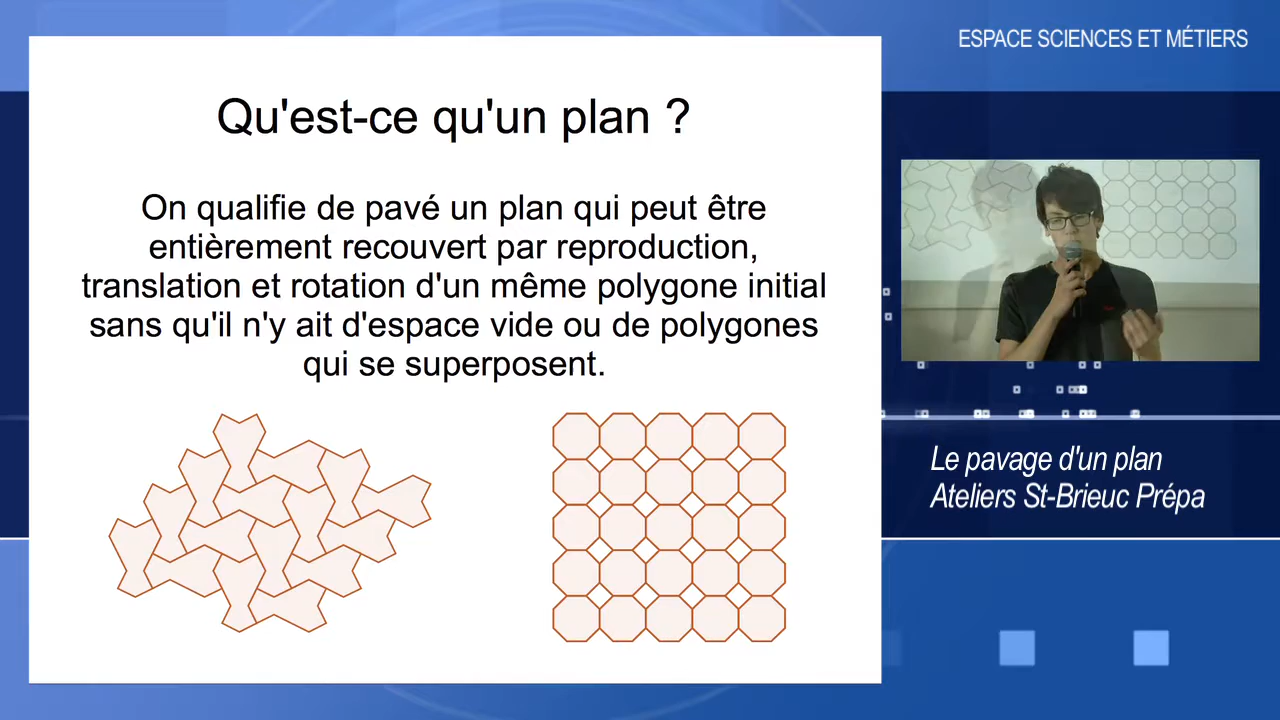 ESPACE SCIENCES ET MÉTIERS
Qu'est-ce qu'un plan ?
On qualifie de pavé un plan qui peut être
entièrement recouvert par reproduction,
translation et rotation d'un même polygone initial
sans qu'il n'y ait d'espace vide ou de polygones
qui se superposent.
Le pavage d'un plan
Ateliers St-Brieuc Prépa